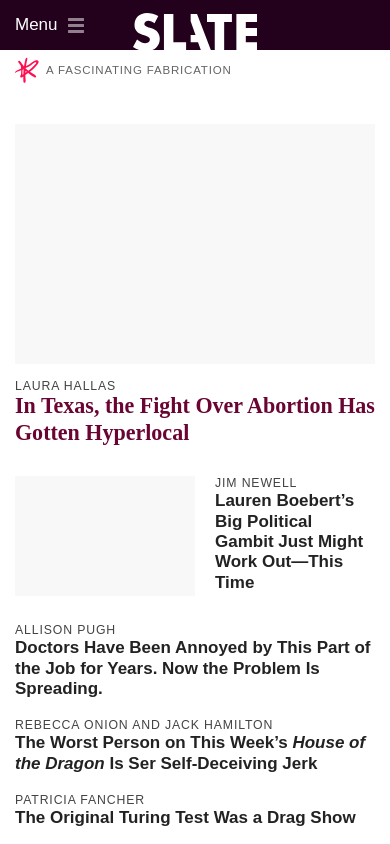 Menu
SLATE
A FASCINATING FABRICATION
LAURA HALLAS
In Texas, the Fight Over Abortion Has
Gotten Hyperlocal
JIM NEWELL
Lauren Boebert’s
Big Political
Gambit Just Might
Work Out—This
Time
ALLISON PUGH
Doctors Have Been Annoyed by This Part of
the Job for Years. Now the Problem Is
Spreading.
REBECCA ONION AND JACK HAMILTON
The Worst Person on This Week’s House of
the Dragon Is Ser Self-Deceiving Jerk
PATRICIA FANCHER
The Original Turing Test Was a Drag Show